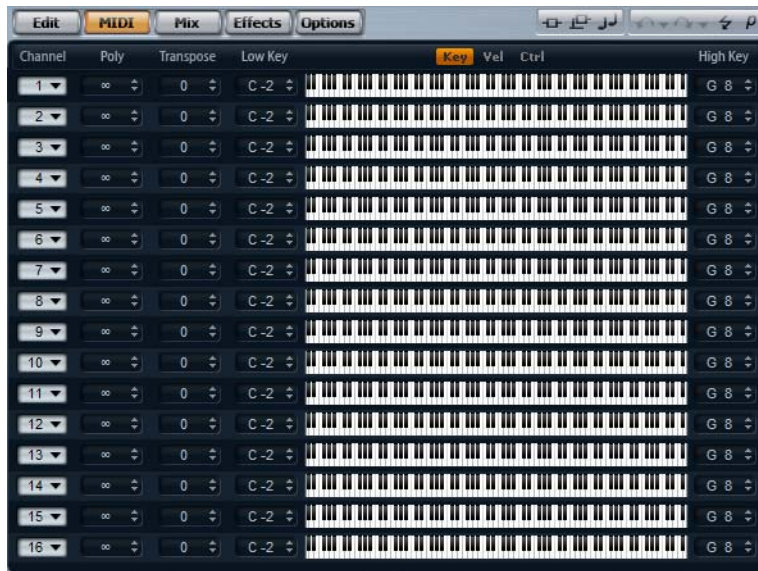 Edit MIDI Mix Effects Options
Channel Poly Transpose Low Key Key Vel Ctrl High Key
1 ∞ 0 C -2 G 8
2 ∞ 0 C -2 G 8
3 ∞ 0 C -2 G 8
4 ∞ 0 C -2 G 8
5 ∞ 0 C -2 G 8
6 ∞ 0 C -2 G 8
7 ∞ 0 C -2 G 8
8 ∞ 0 C -2 G 8
9 ∞ 0 C -2 G 8
10 ∞ 0 C -2 G 8
11 ∞ 0 C -2 G 8
12 ∞ 0 C -2 G 8
13 ∞ 0 C -2 G 8
14 ∞ 0 C -2 G 8
15 ∞ 0 C -2 G 8
16 ∞ 0 C -2 G 8